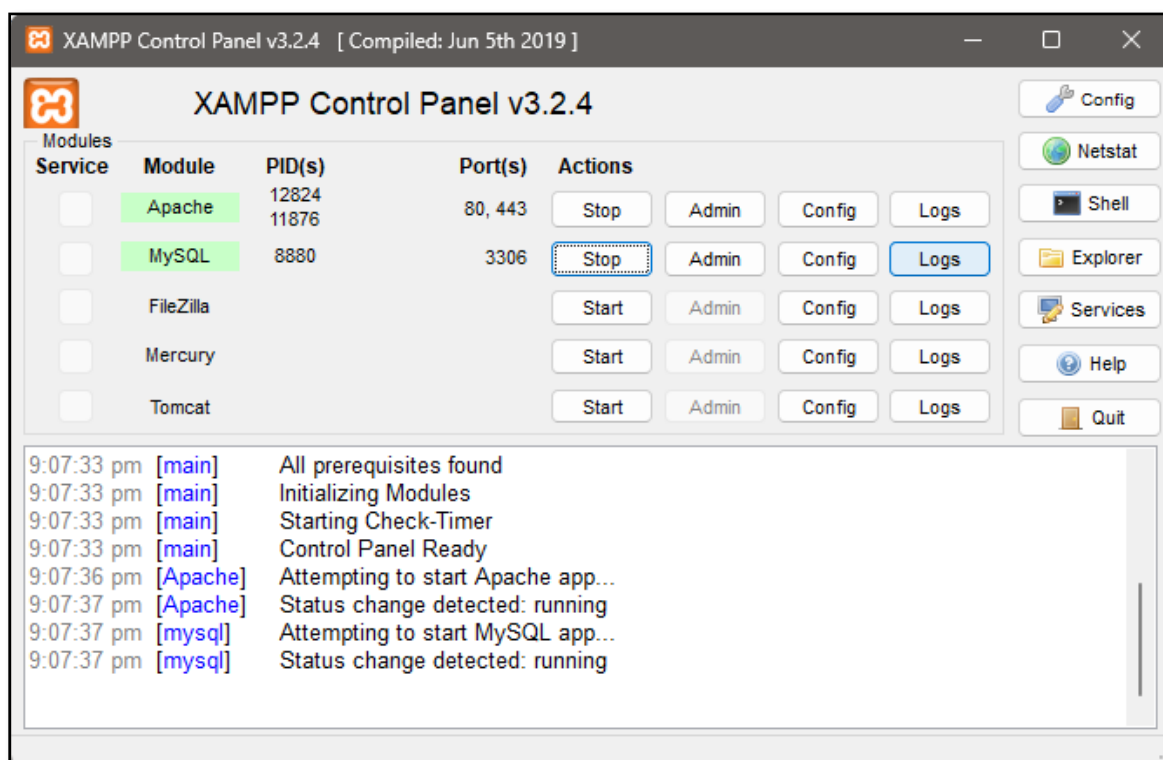 XAMPP Control Panel v3.2.4 [ Compiled: Jun 5th 2019 ]
XAMPP Control Panel v3.2.4
Config
Modules
Netstat
Service Module PID(s) Port(s) Actions
Apache 12824 11876 80, 443 Stop Admin Config Logs
Shell
MySQL 8880 3306 Stop Admin Config Logs
Explorer
FileZilla Start Admin Config Logs
Services
Mercury Start Admin Config Logs
Help
Tomcat Start Admin Config Logs
Quit
9:07:33 pm [main] All prerequisites found
9:07:33 pm [main] Initializing Modules
9:07:33 pm [main] Starting Check-Timer
9:07:33 pm [main] Control Panel Ready
9:07:36 pm [Apache] Attempting to start Apache app...
9:07:37 pm [Apache] Status change detected: running
9:07:37 pm [mysql] Attempting to start MySQL app...
9:07:37 pm [mysql] Status change detected: running